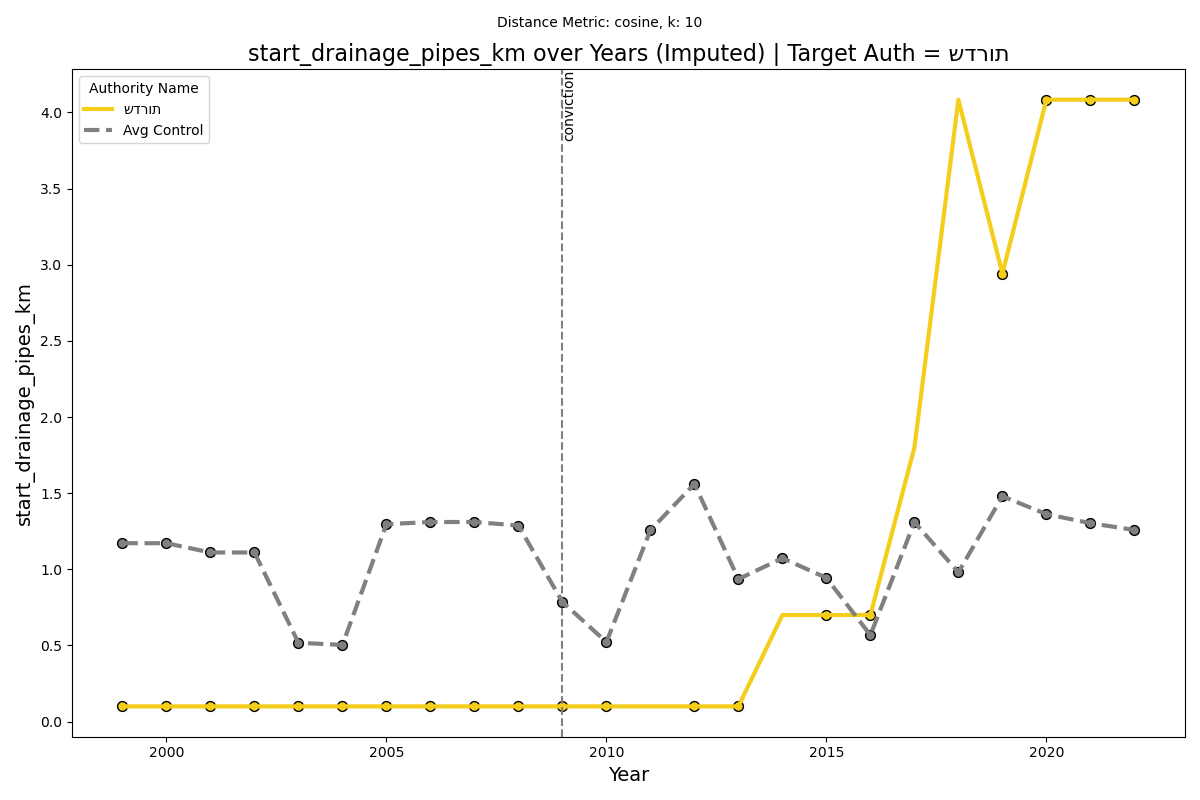 Distance Metric: cosine, k: 10
start_drainage_pipes_km over Years (Imputed) | Target Auth = תורדש
Authority Name
תורדש
Avg Control
conviction
start_drainage_pipes_km
4.0
3.5
3.0
2.5
2.0
1.5
1.0
0.5
0.0
2000 2005 2010 2015 2020
Year